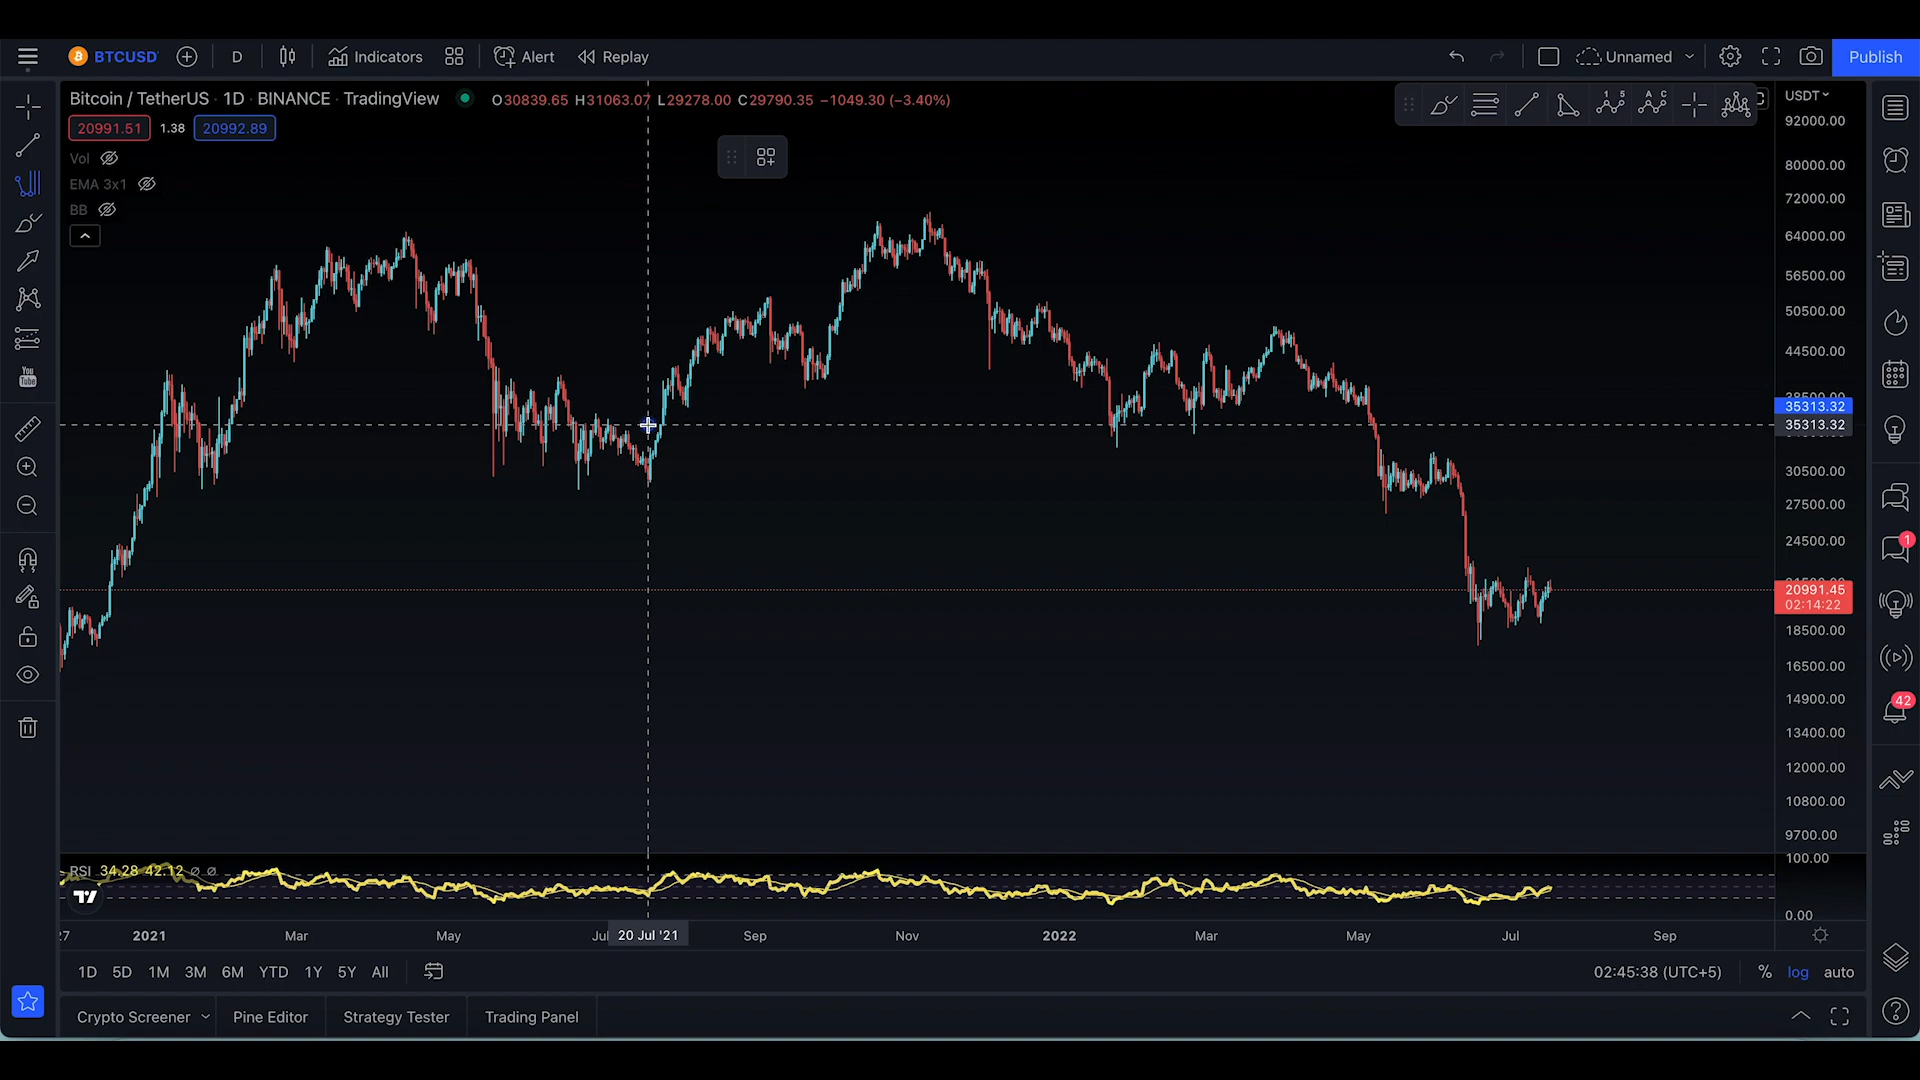 BTCUSD D Indicators Alert Replay Unnamed Publish
Bitcoin / TetherUS · 1D · BINANCE · TradingView O30839.65 H31063.07 L29278.00 C29790.35 −1049.30 (−3.40%)
USDT
20991.51 1.38 20992.89
Vol
EMA 3x1
BB
1 5
A C
92000.00
80000.00
72000.00
64000.00
56500.00
50500.00
44500.00
35313.32
35313.32
30500.00
27500.00
24500.00
20991.45
02:14:22
18500.00
16500.00
14900.00
13400.00
12000.00
10800.00
9700.00
You
Tube
1
42
RSI 34.28 42.12 ⌀ ⌀
100.00
0.00
27 2021 Mar May Jul 20 Jul '21 Sep Nov 2022 Mar May Jul Sep
1D 5D 1M 3M 6M YTD 1Y 5Y All 02:45:38 (UTC+5) % log auto
Crypto Screener Pine Editor Strategy Tester Trading Panel